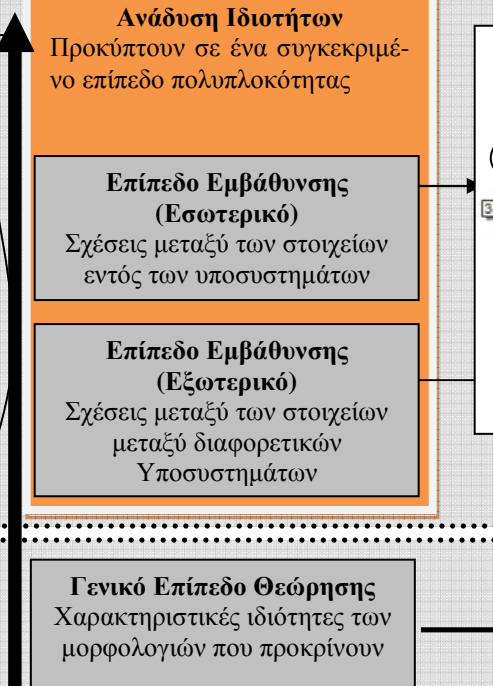 Ανάδυση Ιδιοτήτων
Προκύπτουν σε ένα συγκεκριμέ-
νο επίπεδο πολυπλοκότητας
Επίπεδο Εμβάθυνσης
(Εσωτερικό)
Σχέσεις μεταξύ των στοιχείων
εντός των υποσυστημάτων
Επίπεδο Εμβάθυνσης
(Εξωτερικό)
Σχέσεις μεταξύ των στοιχείων
μεταξύ διαφορετικών
Υποσυστημάτων
Γενικό Επίπεδο Θεώρησης
Χαρακτηριστικές ιδιότητες των
μορφολογιών που προκρίνουν